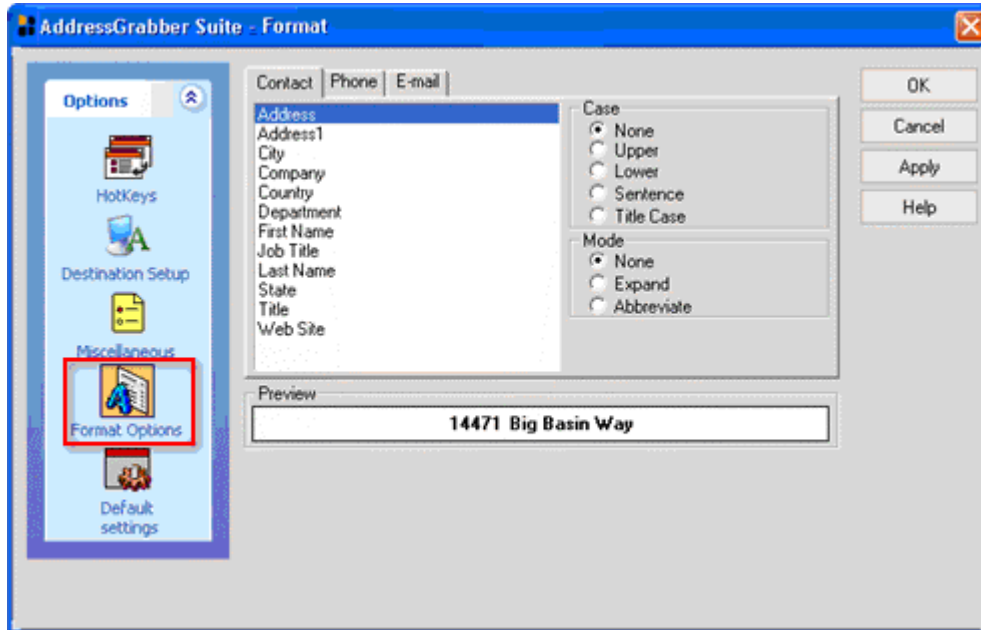 AddressGrabber Suite - Format
Options
HotKeys
Destination Setup
Miscellaneous
Format Options
Default
settings
Contact
Phone
E-mail
Address
Address1
City
Company
Country
Department
First Name
Job Title
Last Name
State
Title
Web Site
Case
None
Upper
Lower
Sentence
Title Case
Mode
None
Expand
Abbreviate
Preview
14471 Big Basin Way
OK
Cancel
Apply
Help